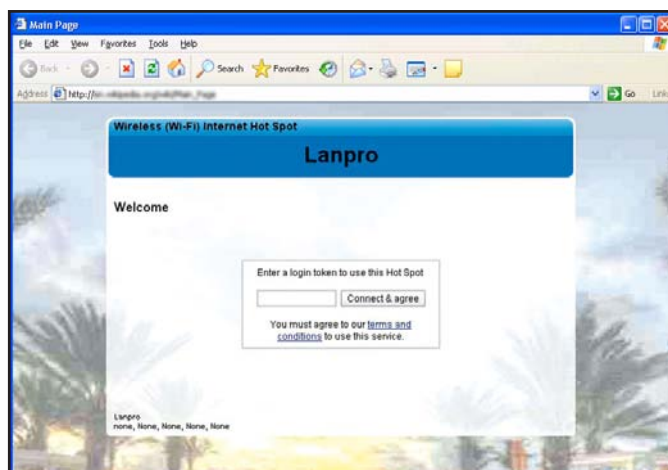 Main Page
File Edit View Favorites Tools Help
Back Search Favorites
Address http:// Go Links
Wireless (Wi-Fi) Internet Hot Spot
Lanpro
Welcome
Enter a login token to use this Hot Spot
Connect & agree
You must agree to our terms and
conditions to use this service.
Lanpro
none, None, None, None, None